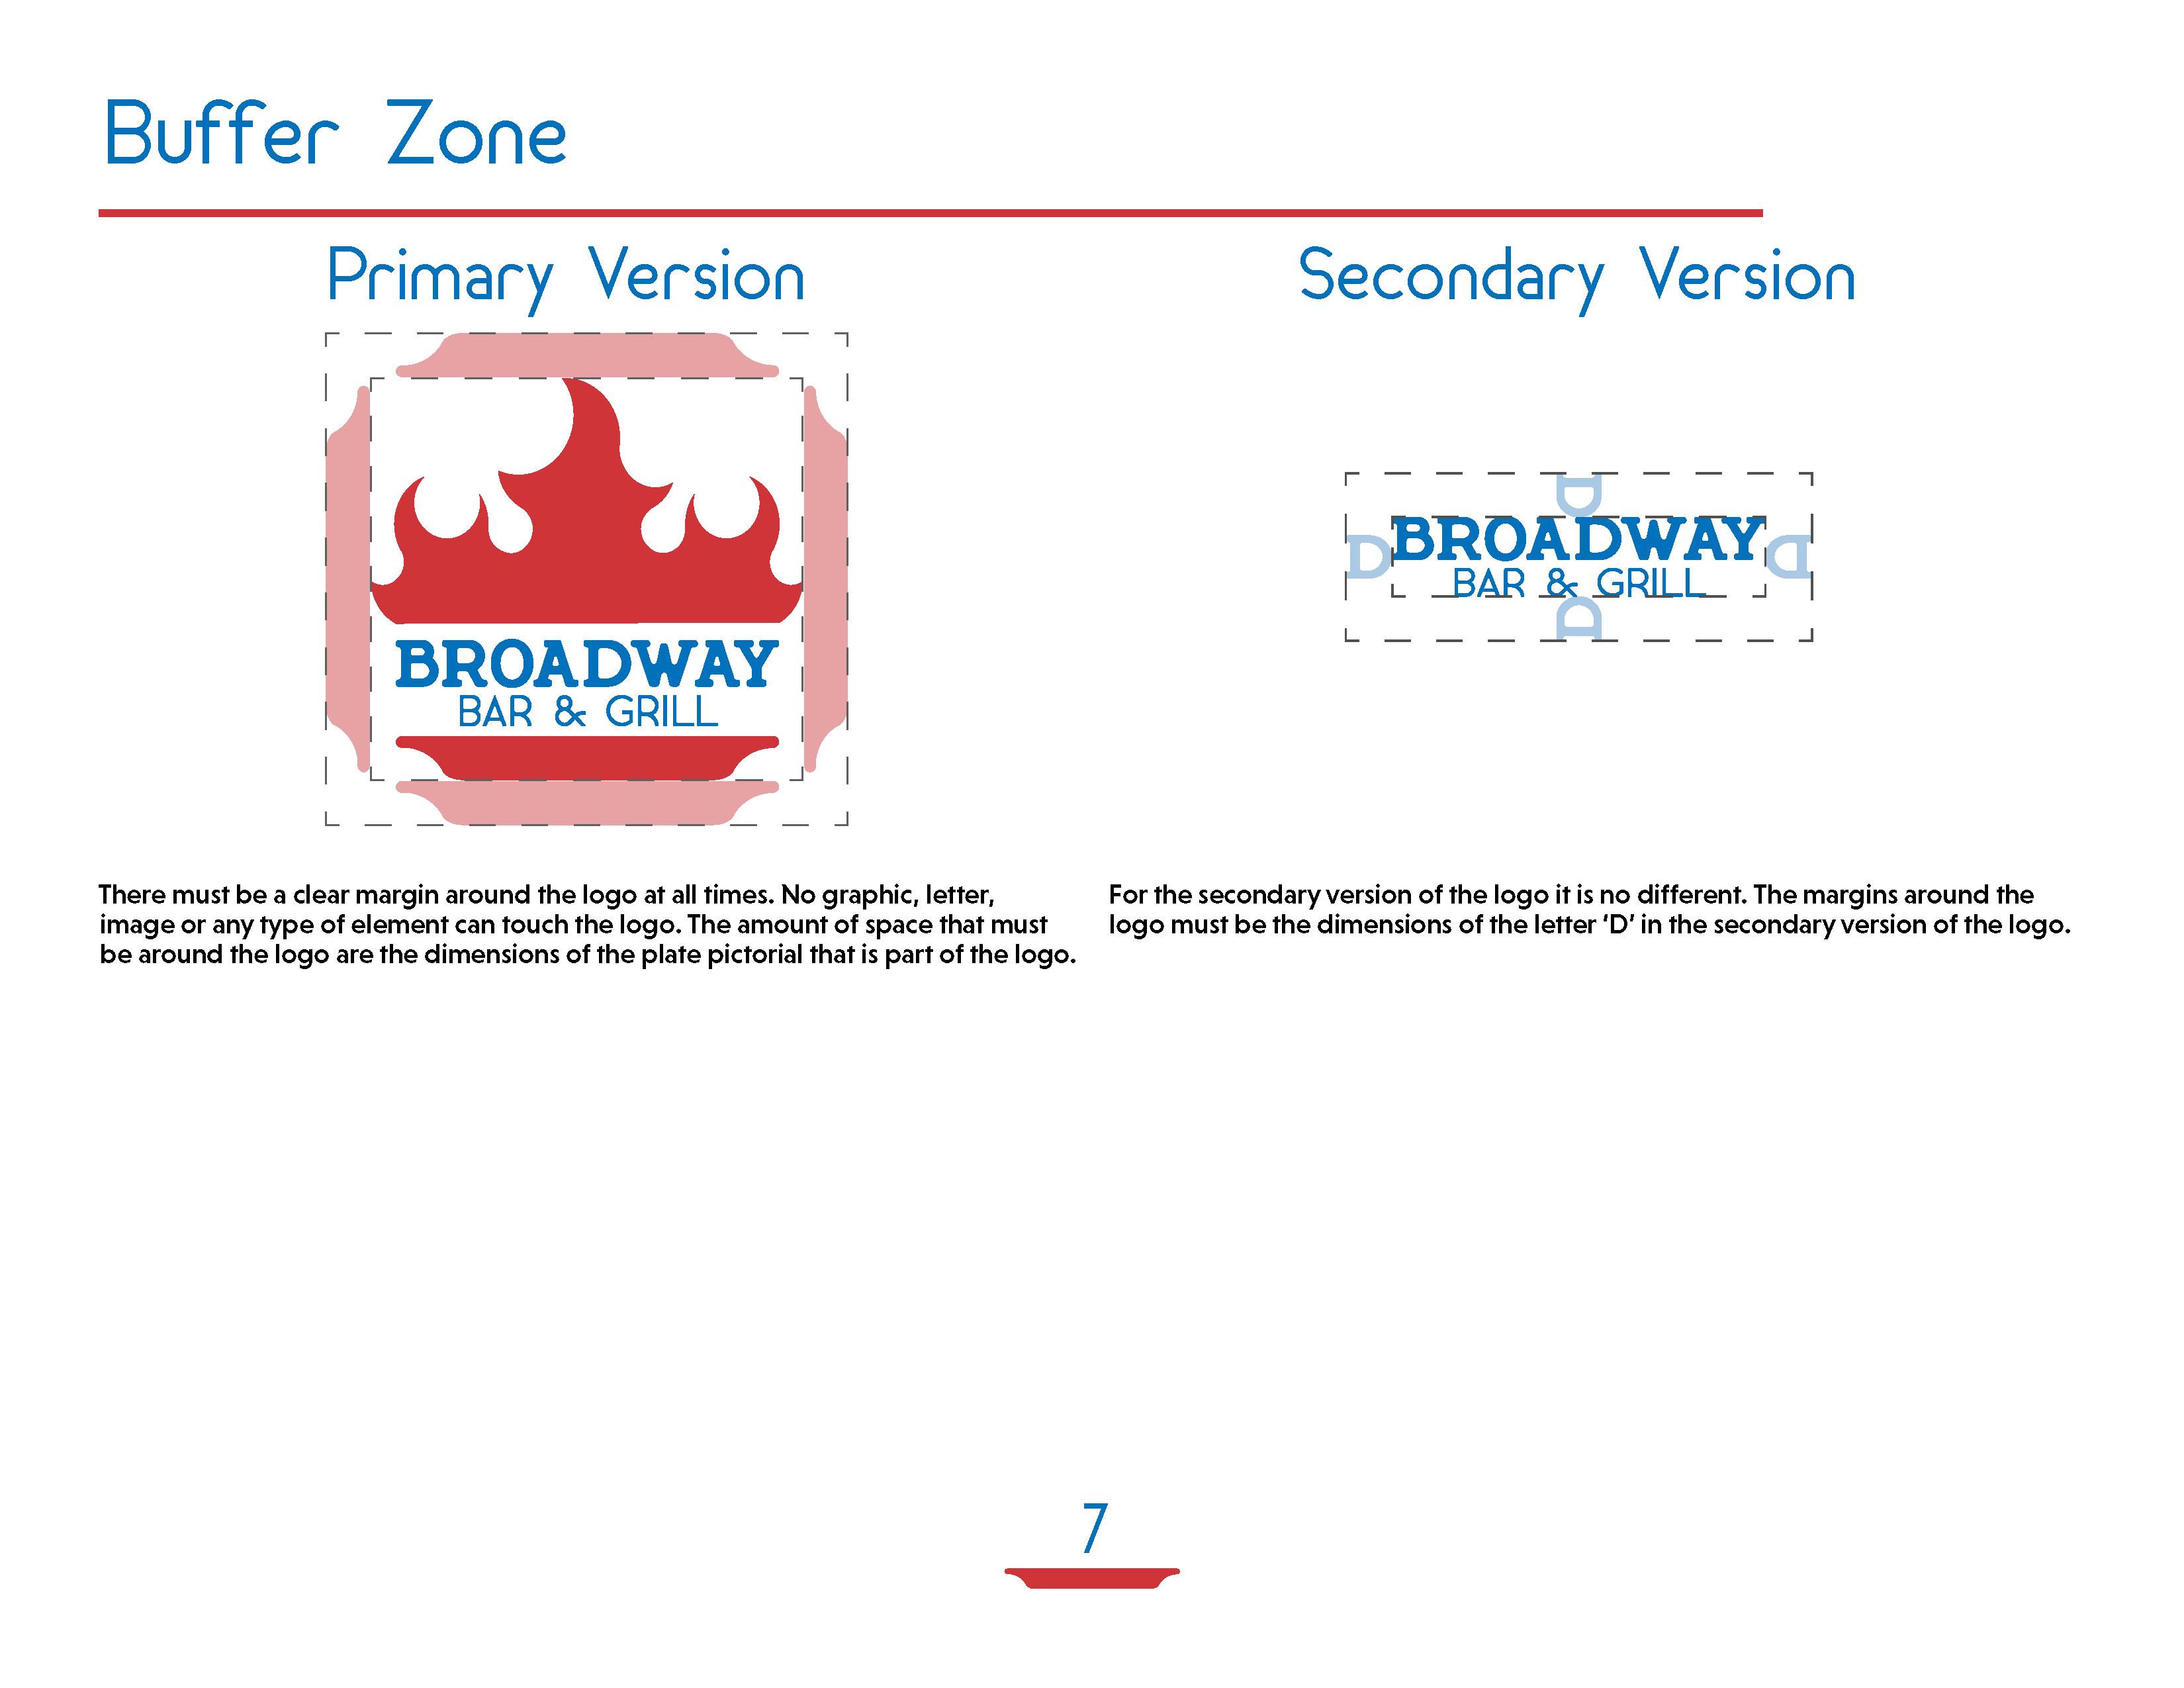 Buffer Zone
Primary Version
BROADWAY
BAR & GRILL
There must be a clear margin around the logo at all times. No graphic, letter,
image or any type of element can touch the logo. The amount of space that must
be around the logo are the dimensions of the plate pictorial that is part of the logo.
Secondary Version
D
D
BROADWAY
D
BAR & GRILL
D
For the secondary version of the logo it is no different. The margins around the
logo must be the dimensions of the letter ‘D’ in the secondary version of the logo.
7